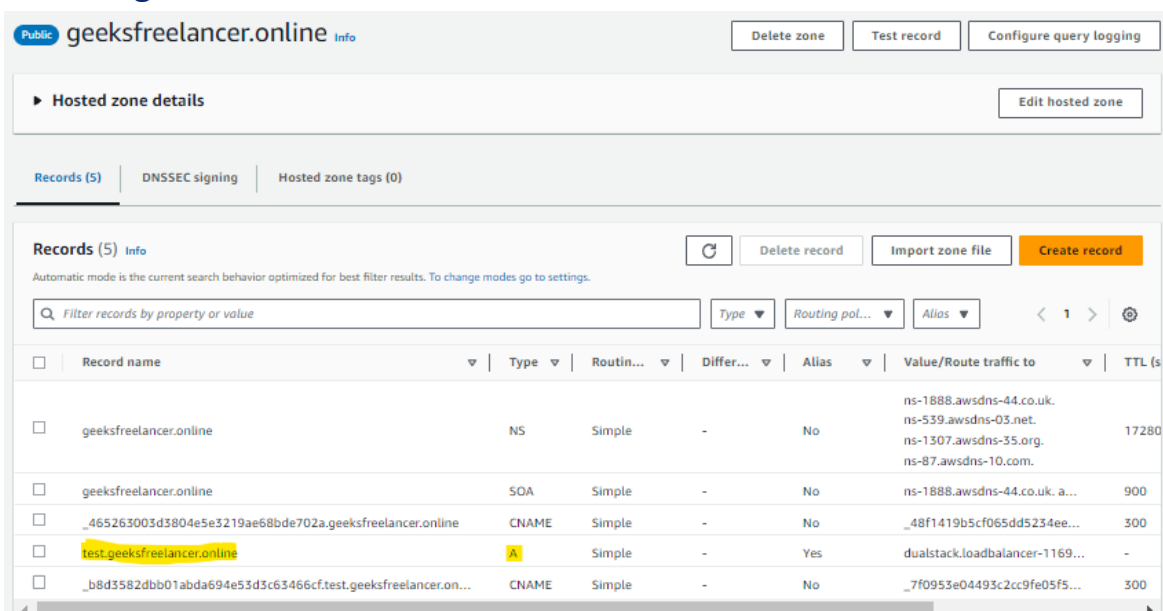 Public geeksfreelancer.online Info
Delete zone Test record Configure query logging
Hosted zone details
Edit hosted zone
Records (5) DNSSEC signing Hosted zone tags (0)
Records (5) Info
Delete record Import zone file Create record
Automatic mode is the current search behavior optimized for best filter results. To change modes go to settings.
Filter records by property or value
Type Routing pol... Alias 1
Record name Type Routin... Differ... Alias Value/Route traffic to TTL (s
geeksfreelancer.online NS Simple - No ns-1888.awsdns-44.co.uk.
ns-539.awsdns-03.net.
ns-1307.awsdns-35.org.
ns-87.awsdns-10.com.
17280
geeksfreelancer.online SOA Simple - No ns-1888.awsdns-44.co.uk. a... 900
_465263003d3804e5e3219ae68bde702a.geeksfreelancer.online CNAME Simple - No _48f1419b5cf065dd5234ee... 300
test.geeksfreelancer.online A Simple - Yes dualstack.loadbalancer-1169... -
_b8d3582dbb01abda694e53d3c63466cf.test.geeksfreelancer.on... CNAME Simple - No _7f0953e04493c2cc9fe05f5... 300